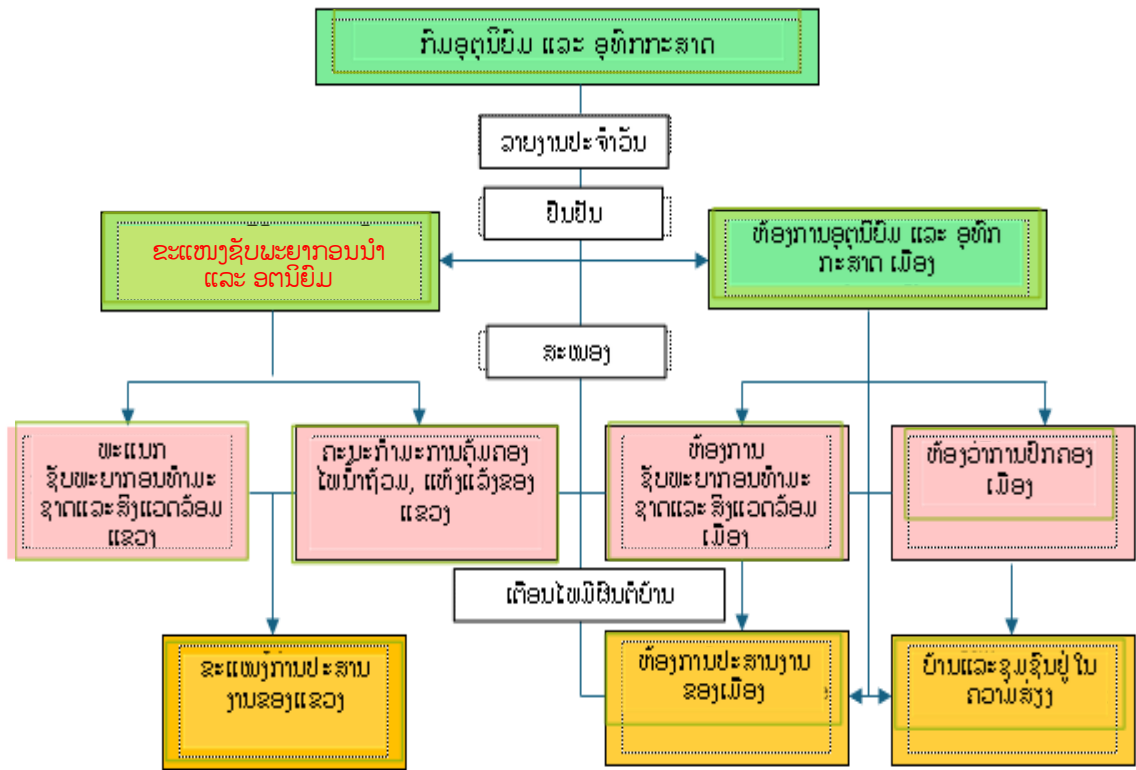 ກົມອຸຕຸນິຍົມ ແລະ ອຸທົກກະສາດ
ລາຍງານປະຈຳວັນ
ຢືນຢັນ
ຂະແໜງຊັບພະຍາກອນນ້ຳ
ແລະ ອຕນິຍົມ
ຫ້ອງການອຸຕຸນິຍົມ ແລະ ອຸທົກ
ກະສາດ ເມືອງ
ສະໜອງ
ພະແນກ
ຊັບພະຍາກອນທຳມະ
ຊາດແລະສິ່ງແວດລ້ອມ
ແຂວງ
ຄະນະກຳມະການຄຸ້ມຄອງ
ໄພນ້ຳຖ້ວມ, ແຫ້ງແລ້ງຂອງ
ແຂວງ
ຫ້ອງການ
ຊັບພະຍາກອນທຳມະ
ຊາດແລະສິ່ງແວດລ້ອມ
ເມືອງ
ຫ້ອງວ່າການປົກຄອງ
ເມືອງ
ເຕືອນໄພມີຜົນຕໍ່ບ້ານ
ຂະແໜງການປະສານ
ງານຂອງແຂວງ
ຫ້ອງການປະສານງານ
ຂອງເມືອງ
ບ້ານແລະຊຸມຊົນຢູ່ໃນ
ຄວາມສ່ຽງ